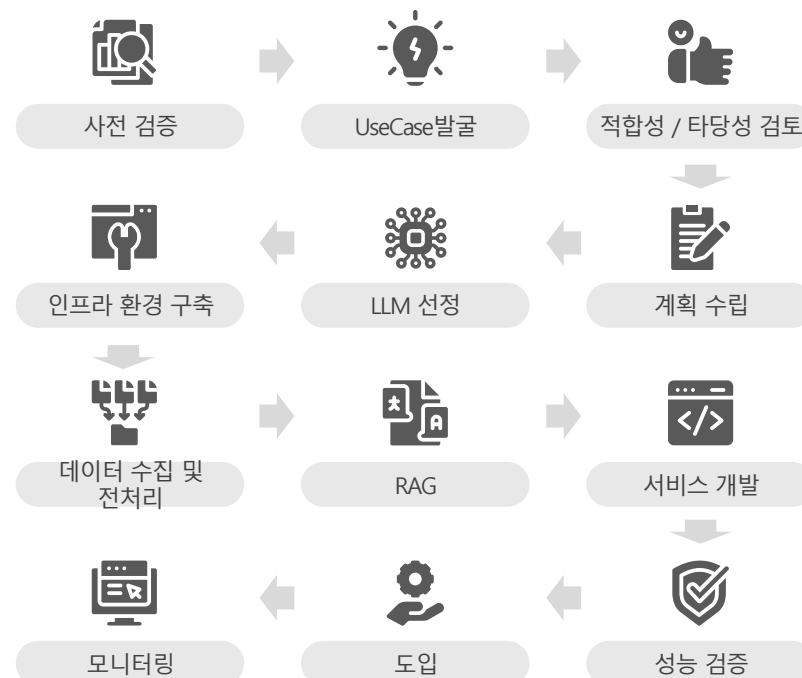 사전 검증
UseCase발굴
적합성 / 타당성 검토
인프라 환경 구축
LLM 선정
계획 수립
데이터 수집 및
전처리
RAG
서비스 개발
모니터링
도입
성능 검증